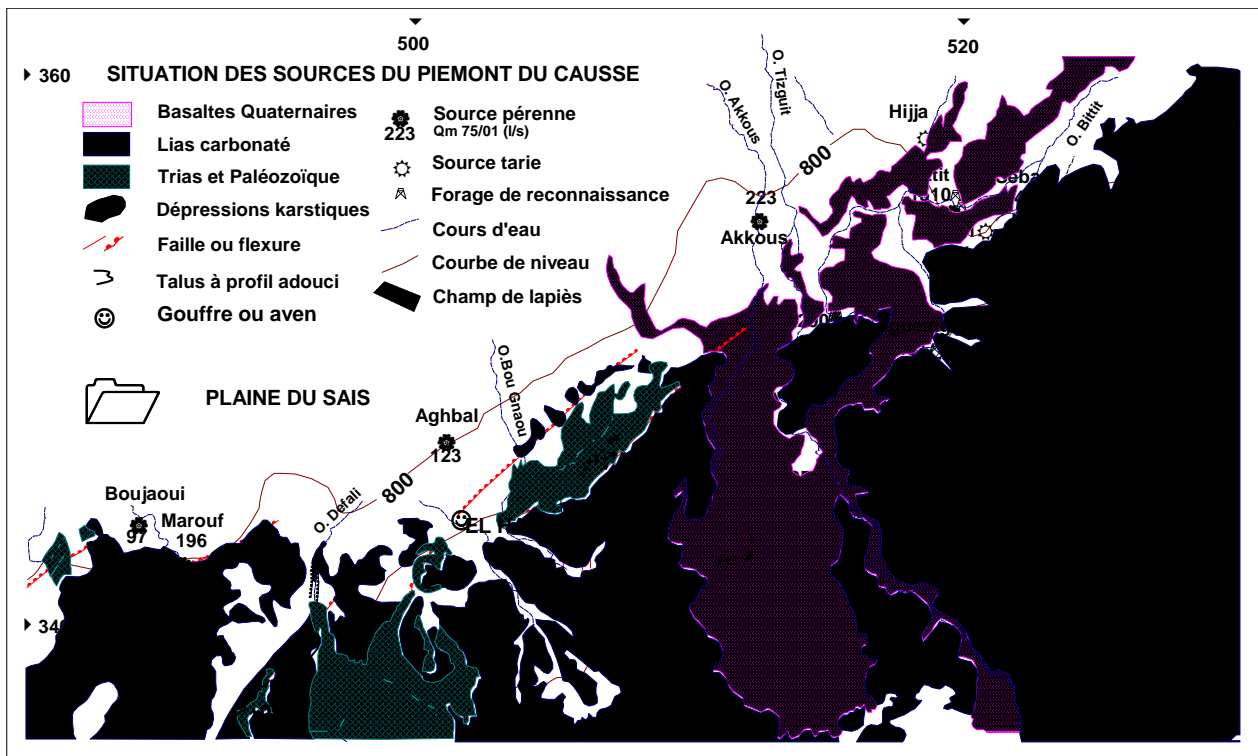 500
520
360
SITUATION DES SOURCES DU PIEMONT DU CAUSSE
Basaltes Quaternaires
Lias carbonaté
Trias et Paléozoïque
Dépressions karstiques
Faille ou flexure
Talus à profil adouci
Gouffre ou aven
Source pérenne
223
Qm 75/01 (l/s)
Source tarie
Forage de reconnaissance
Cours d'eau
Courbe de niveau
Champ de lapiès
PLAINE DU SAIS
O. Akkous
O. Tizguit
Hijja
O. Bittit
800
223
Akkous
O.Bou Gnaou
Aghbal
123
800
O. Defali
Boujaoui
97
Marouf
196